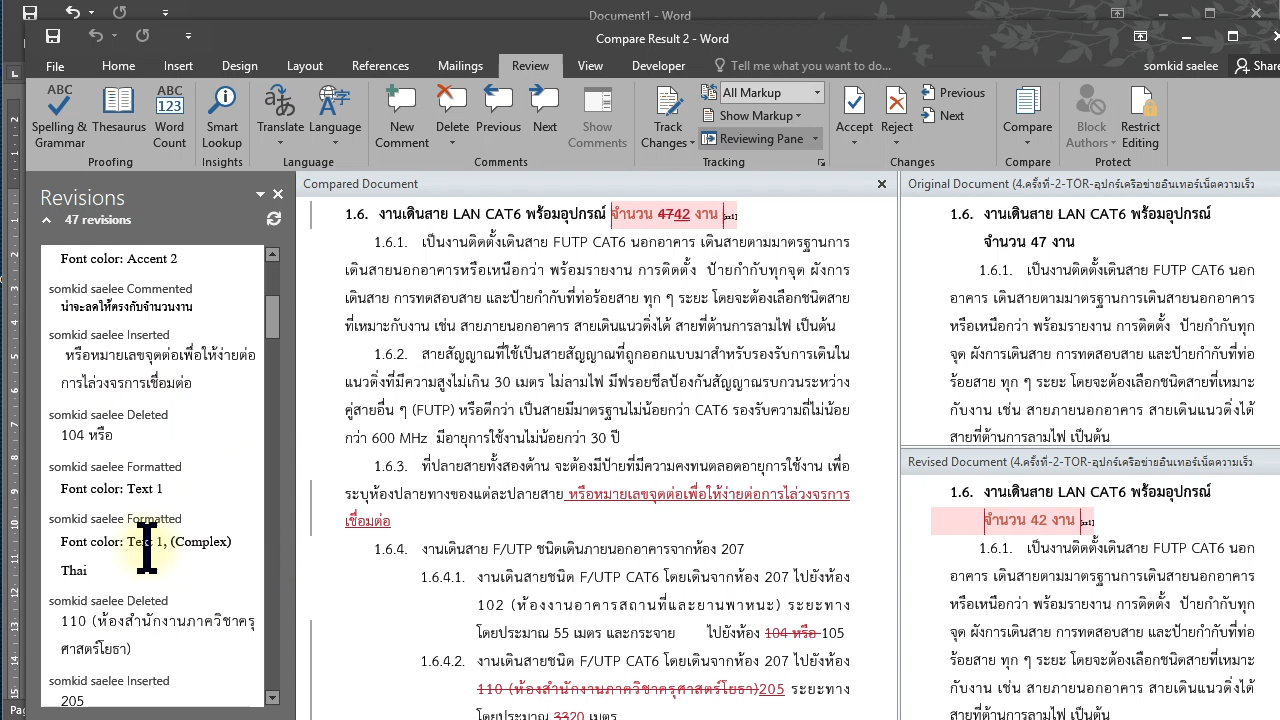 Document1 - Word
Compare Result 2 - Word
File Home Insert Design Layout References Mailings Review View Developer Tell me what you want to do... somkid saelee Share
Spelling & Grammar
Thesaurus
Word Count
Smart Lookup
Translate
Language
New Comment
Delete
Previous
Next
Show Comments
Track Changes
All Markup
Show Markup
Reviewing Pane
Accept
Reject
Previous
Next
Compare
Block Authors
Restrict Editing
Proofing Insights Language Comments Tracking Changes Compare Protect
Revisions
47 revisions
Font color: Accent 2
somkid saelee Commented
น่าจะลดให้ตรงกับจำนวนงาน
somkid saelee Inserted
หรือหมายเลขจุดต่อเพื่อให้ง่ายต่อ
การไล่วงจรการเชื่อมต่อ
somkid saelee Deleted
104 หรือ
somkid saelee Formatted
Font color: Text 1
somkid saelee Formatted
Font color: Text 1, (Complex)
Thai
somkid saelee Deleted
110 (ห้องสำนักงานภาควิชาครุ
ศาสตร์โยธา)
somkid saelee Inserted
205
Compared Document
1.6. งานเดินสาย LAN CAT6 พร้อมอุปกรณ์ จำนวน 4742 งาน
1.6.1. เป็นงานติดตั้งเดินสาย FUTP CAT6 นอกอาคาร เดินสายตามมาตรฐานการ
เดินสายนอกอาคารหรือเหนือกว่า พร้อมรายงาน การติดตั้ง ป้ายกำกับทุกจุด ผังการ
เดินสาย การทดสอบสาย และป้ายกำกับที่ท่อร้อยสาย ทุก ๆ ระยะ โดยจะต้องเลือกชนิดสาย
ที่เหมาะกับงาน เช่น สายภายนอกอาคาร สายเดินแนวดิ่งได้ สายที่ต้านการลามไฟ เป็นต้น
1.6.2. สายสัญญาณที่ใช้เป็นสายสัญญาณที่ถูกออกแบบมาสำหรับรองรับการเดินใน
แนวดิ่งที่มีความสูงไม่เกิน 30 เมตร ไม่ลามไฟ มีฟรอยชีลป้องกันสัญญาณรบกวนระหว่าง
คู่สายอื่น ๆ (FUTP) หรือดีกว่า เป็นสายมีมาตรฐานไม่น้อยกว่า CAT6 รองรับความถี่ไม่น้อย
กว่า 600 MHz มีอายุการใช้งานไม่น้อยกว่า 30 ปี
1.6.3. ที่ปลายสายทั้งสองด้าน จะต้องมีป้ายที่มีความคงทนตลอดอายุการใช้งาน เพื่อ
ระบุห้องปลายทางของแต่ละปลายสาย หรือหมายเลขจุดต่อเพื่อให้ง่ายต่อการไล่วงจรการ
เชื่อมต่อ
1.6.4. งานเดินสาย F/UTP ชนิดเดินภายนอกอาคารจากห้อง 207
1.6.4.1. งานเดินสายชนิด F/UTP CAT6 โดยเดินจากห้อง 207 ไปยังห้อง
102 (ห้องงานอาคารสถานที่และยานพาหนะ) ระยะทาง
โดยประมาณ 55 เมตร และกระจาย ไปยังห้อง 104 หรือ 105
1.6.4.2. งานเดินสายชนิด F/UTP CAT6 โดยเดินจากห้อง 207 ไปยังห้อง
110 (ห้องสำนักงานภาควิชาครุศาสตร์โยธา)205 ระยะทาง
โดยประมาณ 3320 เมตร
Original Document (4.ครั้งที่-2-TOR-อุปกร์เครือข่ายอินเทอร์เน็ตความเร็ว
1.6. งานเดินสาย LAN CAT6 พร้อมอุปกรณ์
จำนวน 47 งาน
1.6.1. เป็นงานติดตั้งเดินสาย FUTP CAT6 นอก
อาคาร เดินสายตามมาตรฐานการเดินสายนอกอาคาร
หรือเหนือกว่า พร้อมรายงาน การติดตั้ง ป้ายกำกับทุก
จุด ผังการเดินสาย การทดสอบสาย และป้ายกำกับที่ท่อ
ร้อยสาย ทุก ๆ ระยะ โดยจะต้องเลือกชนิดสายที่เหมาะ
กับงาน เช่น สายภายนอกอาคาร สายเดินแนวดิ่งได้
สายที่ต้านการลามไฟ เป็นต้น
Revised Document (4.ครั้งที่-2-TOR-อุปกร์เครือข่ายอินเทอร์เน็ตความเร็ว
1.6. งานเดินสาย LAN CAT6 พร้อมอุปกรณ์
จำนวน 42 งาน
1.6.1. เป็นงานติดตั้งเดินสาย FUTP CAT6 นอก
อาคาร เดินสายตามมาตรฐานการเดินสายนอกอาคาร
หรือเหนือกว่า พร้อมรายงาน การติดตั้ง ป้ายกำกับทุก
จุด ผังการเดินสาย การทดสอบสาย และป้ายกำกับที่ท่อ
ร้อยสาย ทุก ๆ ระยะ โดยจะต้องเลือกชนิดสายที่เหมาะ
กับงาน เช่น สายภายนอกอาคาร สายเดินแนวดิ่งได้
สายที่ต้านการลามไฟ เป็นต้น